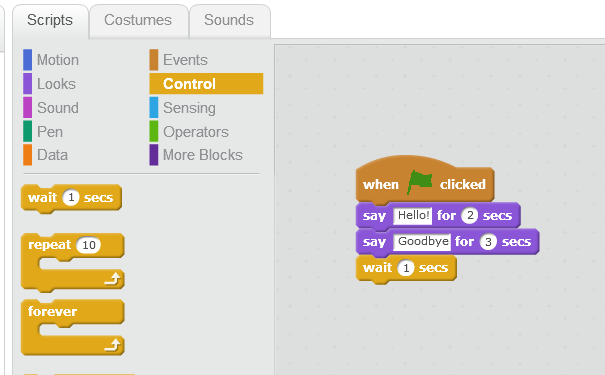 Scripts Costumes Sounds
Motion Events
Looks Control
Sound Sensing
Pen Operators
Data More Blocks
wait 1 secs
repeat 10
forever
when clicked
say Hello! for 2 secs
say Goodbye for 3 secs
wait 1 secs